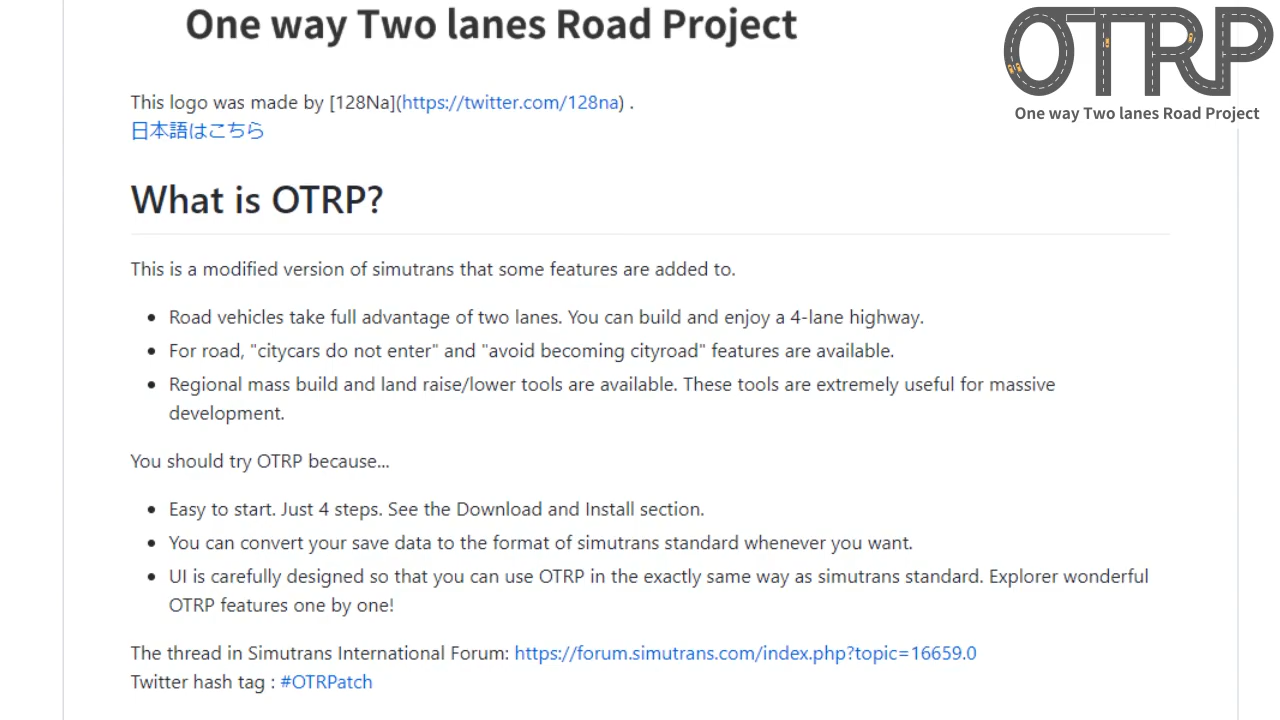 One way Two lanes Road Project
OTRP
One way Two lanes Road Project
This logo was made by [128Na](https://twitter.com/128na) .
日本語はこちら
What is OTRP?
This is a modified version of simutrans that some features are added to.
• Road vehicles take full advantage of two lanes. You can build and enjoy a 4-lane highway.
• For road, "citycars do not enter" and "avoid becoming cityroad" features are available.
• Regional mass build and land raise/lower tools are available. These tools are extremely useful for massive
development.
You should try OTRP because...
• Easy to start. Just 4 steps. See the Download and Install section.
• You can convert your save data to the format of simutrans standard whenever you want.
• UI is carefully designed so that you can use OTRP in the exactly same way as simutrans standard. Explorer wonderful
OTRP features one by one!
The thread in Simutrans International Forum: https://forum.simutrans.com/index.php?topic=16659.0
Twitter hash tag : #OTRPatch